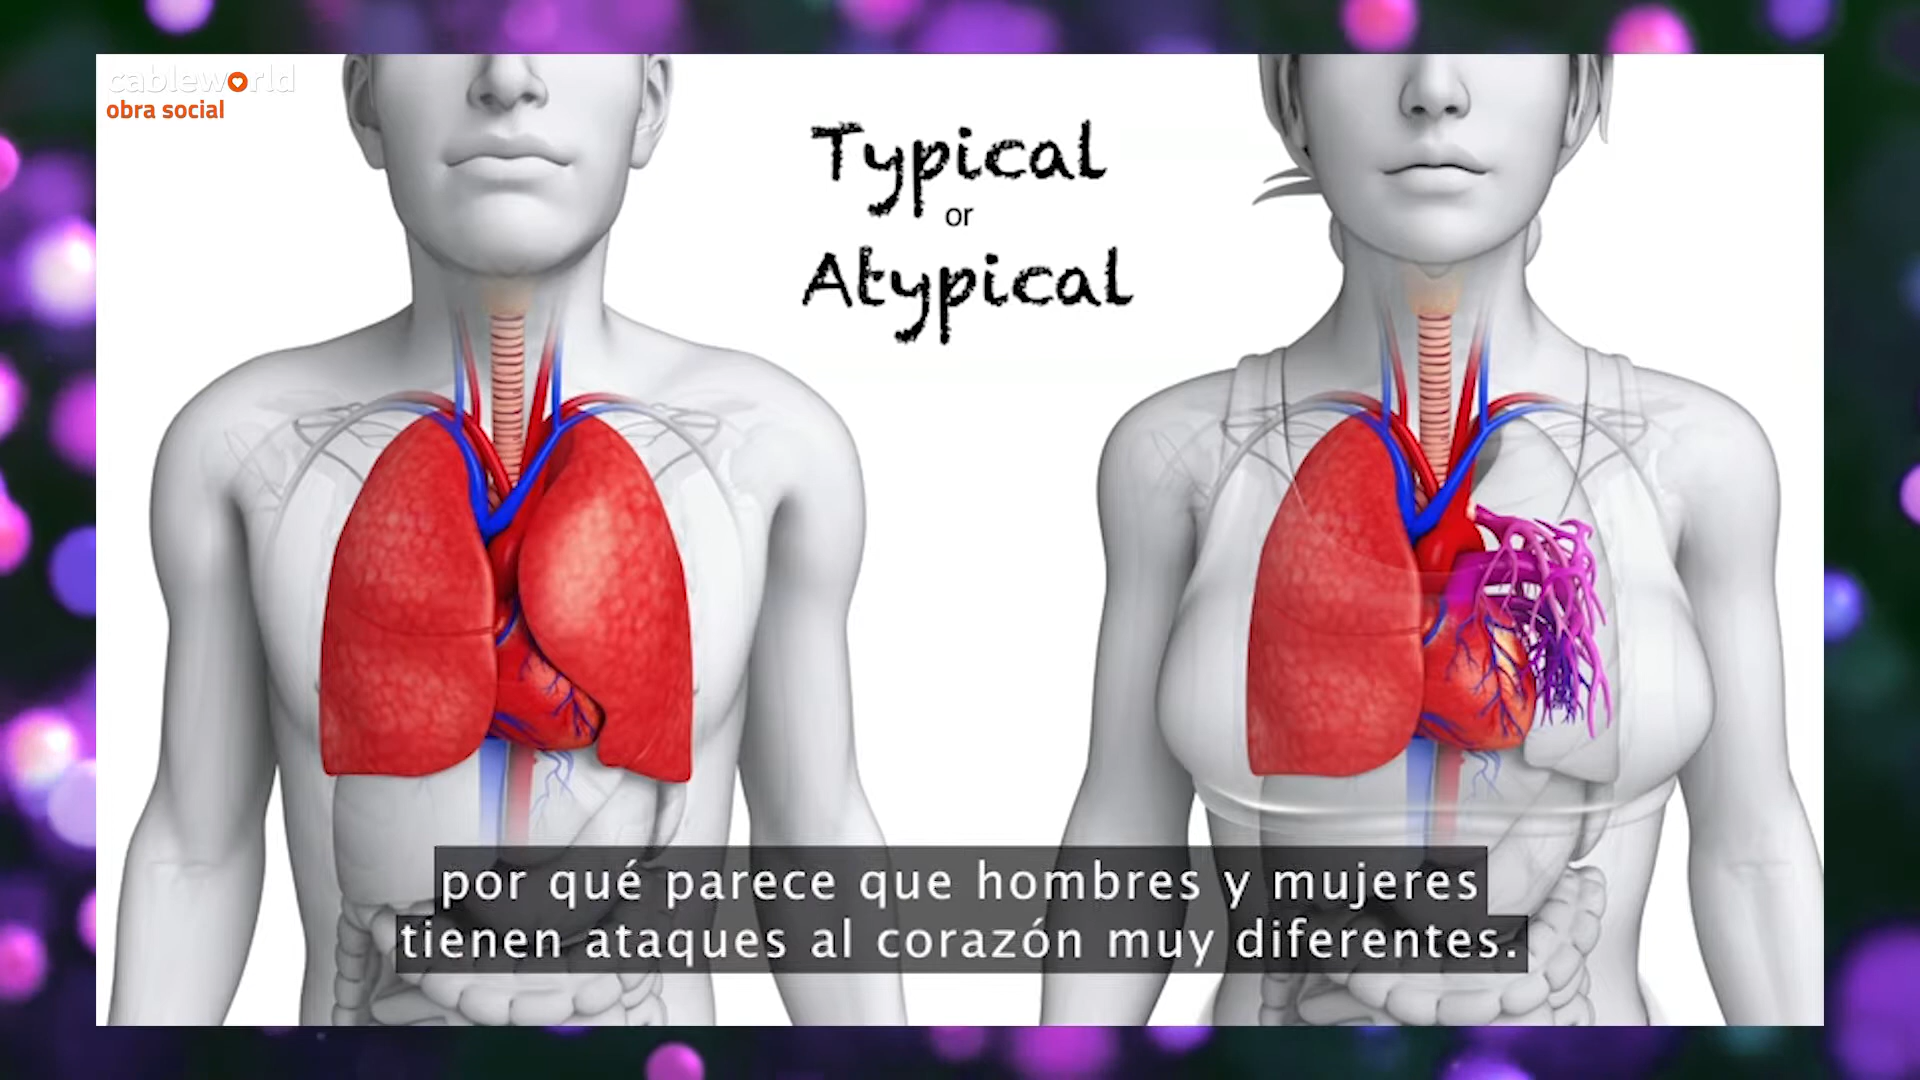 cableworld
obra social
Typical
or
Atypical
por qué parece que hombres y mujeres
tienen ataques al corazón muy diferentes.